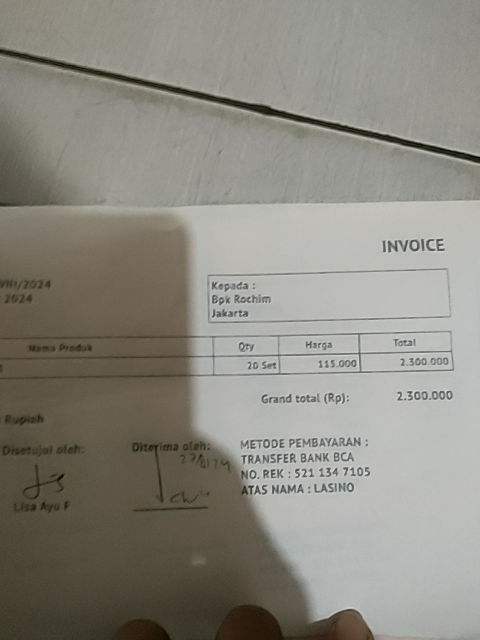 INVOICE
VIII/2024
2024
Kepada :
Bpk Rochim
Jakarta
Nama Produk Qty Harga Total
20 Set 115.000 2.300.000
Grand total (Rp): 2.300.000
Rupiah
Disetujui oleh: Diterima oleh:
27/8/24
Lisa Ayu F
METODE PEMBAYARAN :
TRANSFER BANK BCA
NO. REK : 521 134 7105
ATAS NAMA : LASINO